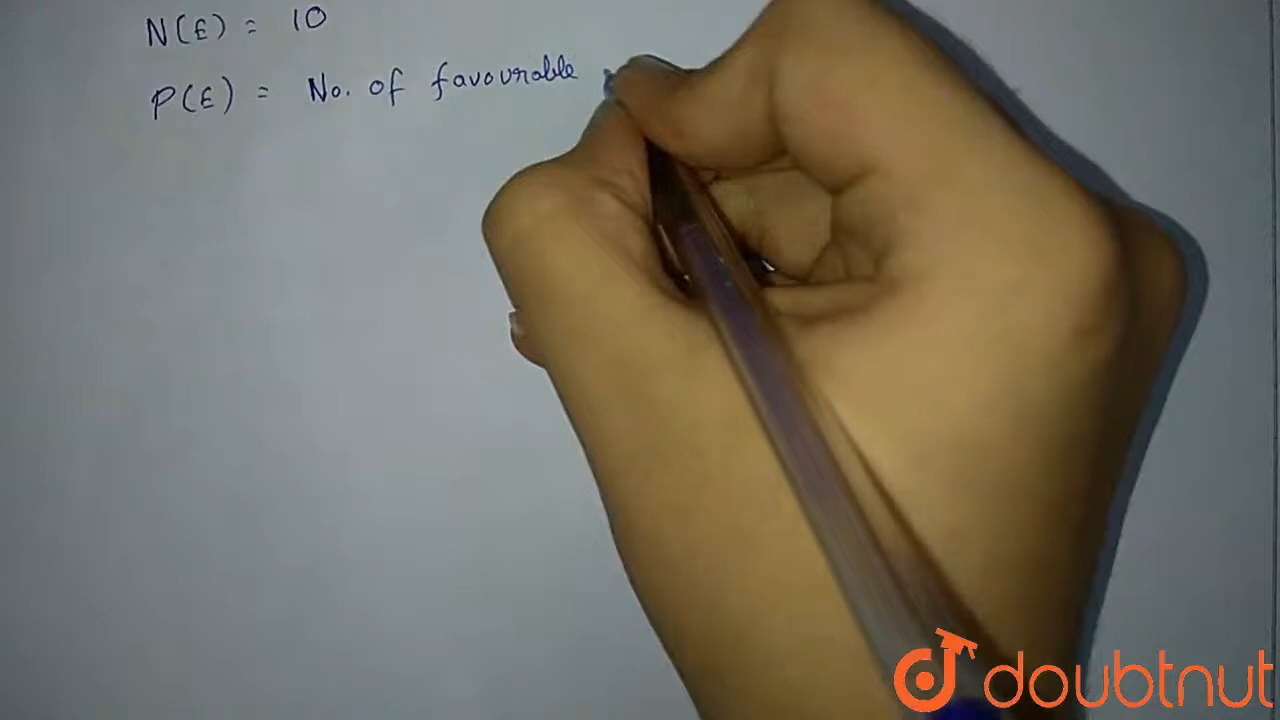 N(E) = 10
P(E) = No. of favourable
doubtnut